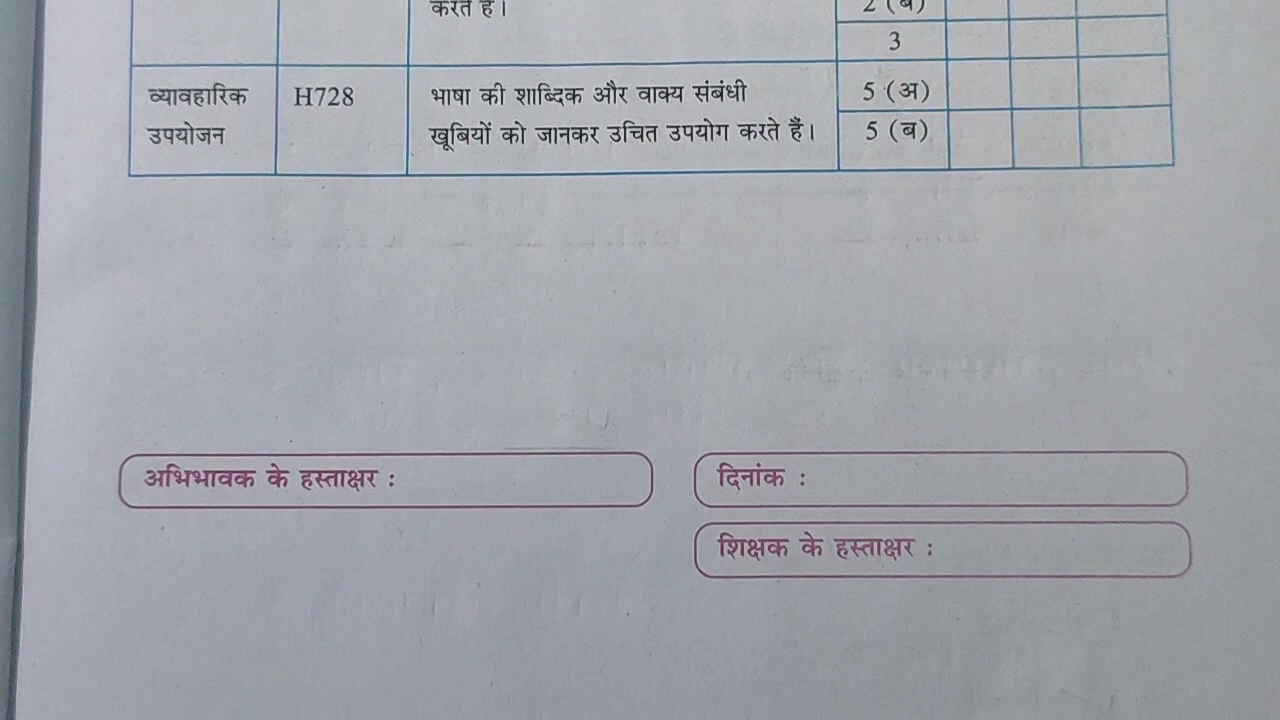 करते हैं। 2 (ब)
3
व्यावहारिक H728 भाषा की शाब्दिक और वाक्य संबंधी 5 (अ)
उपयोजन खूबियों को जानकर उचित उपयोग करते हैं। 5 (ब)
अभिभावक के हस्ताक्षर : दिनांक :
शिक्षक के हस्ताक्षर :